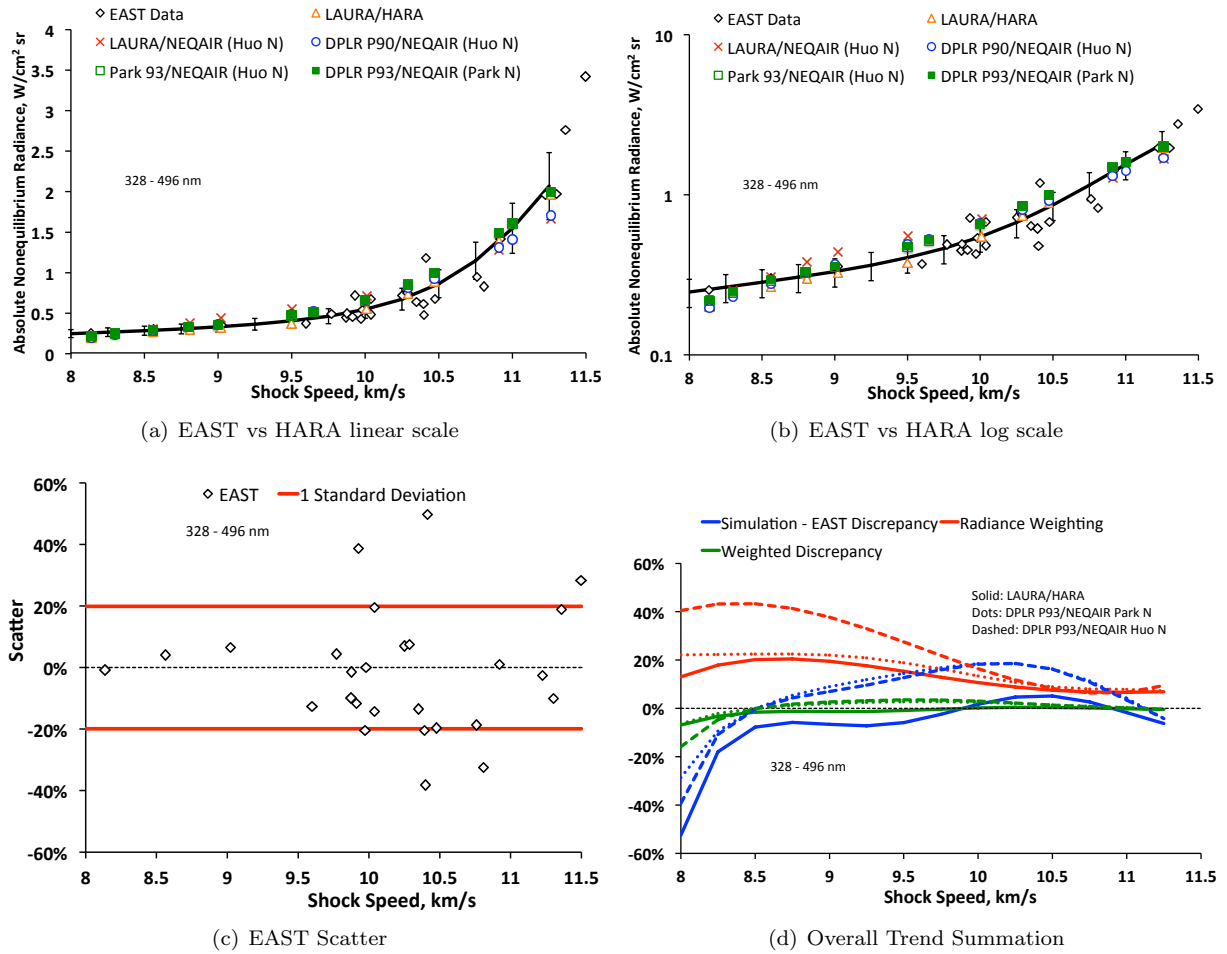 EAST Data
LAURA/HARA
LAURA/NEQAIR (Huo N)
DPLR P90/NEQAIR (Huo N)
Park 93/NEQAIR (Huo N)
DPLR P93/NEQAIR (Park N)
Absolute Nonequilibrium Radiance, W/cm² sr
4
3.5
3
2.5
2
1.5
1
0.5
0
328 - 496 nm
8 8.5 9 9.5 10 10.5 11 11.5
Shock Speed, km/s
(a) EAST vs HARA linear scale
EAST Data
LAURA/HARA
LAURA/NEQAIR (Huo N)
DPLR P90/NEQAIR (Huo N)
Park 93/NEQAIR (Huo N)
DPLR P93/NEQAIR (Park N)
Absolute Nonequilibrium Radiance, W/cm² sr
10
1
0.1
328 - 496 nm
8 8.5 9 9.5 10 10.5 11 11.5
Shock Speed, km/s
(b) EAST vs HARA log scale
EAST
1 Standard Deviation
328 - 496 nm
Scatter
60%
40%
20%
0%
-20%
-40%
-60%
8 8.5 9 9.5 10 10.5 11 11.5
Shock Speed, km/s
(c) EAST Scatter
Simulation - EAST Discrepancy
Radiance Weighting
Weighted Discrepancy
60%
40%
20%
0%
-20%
-40%
-60%
Solid: LAURA/HARA
Dots: DPLR P93/NEQAIR Park N
Dashed: DPLR P93/NEQAIR Huo N
328 - 496 nm
8 8.5 9 9.5 10 10.5 11 11.5
Shock Speed, km/s
(d) Overall Trend Summation